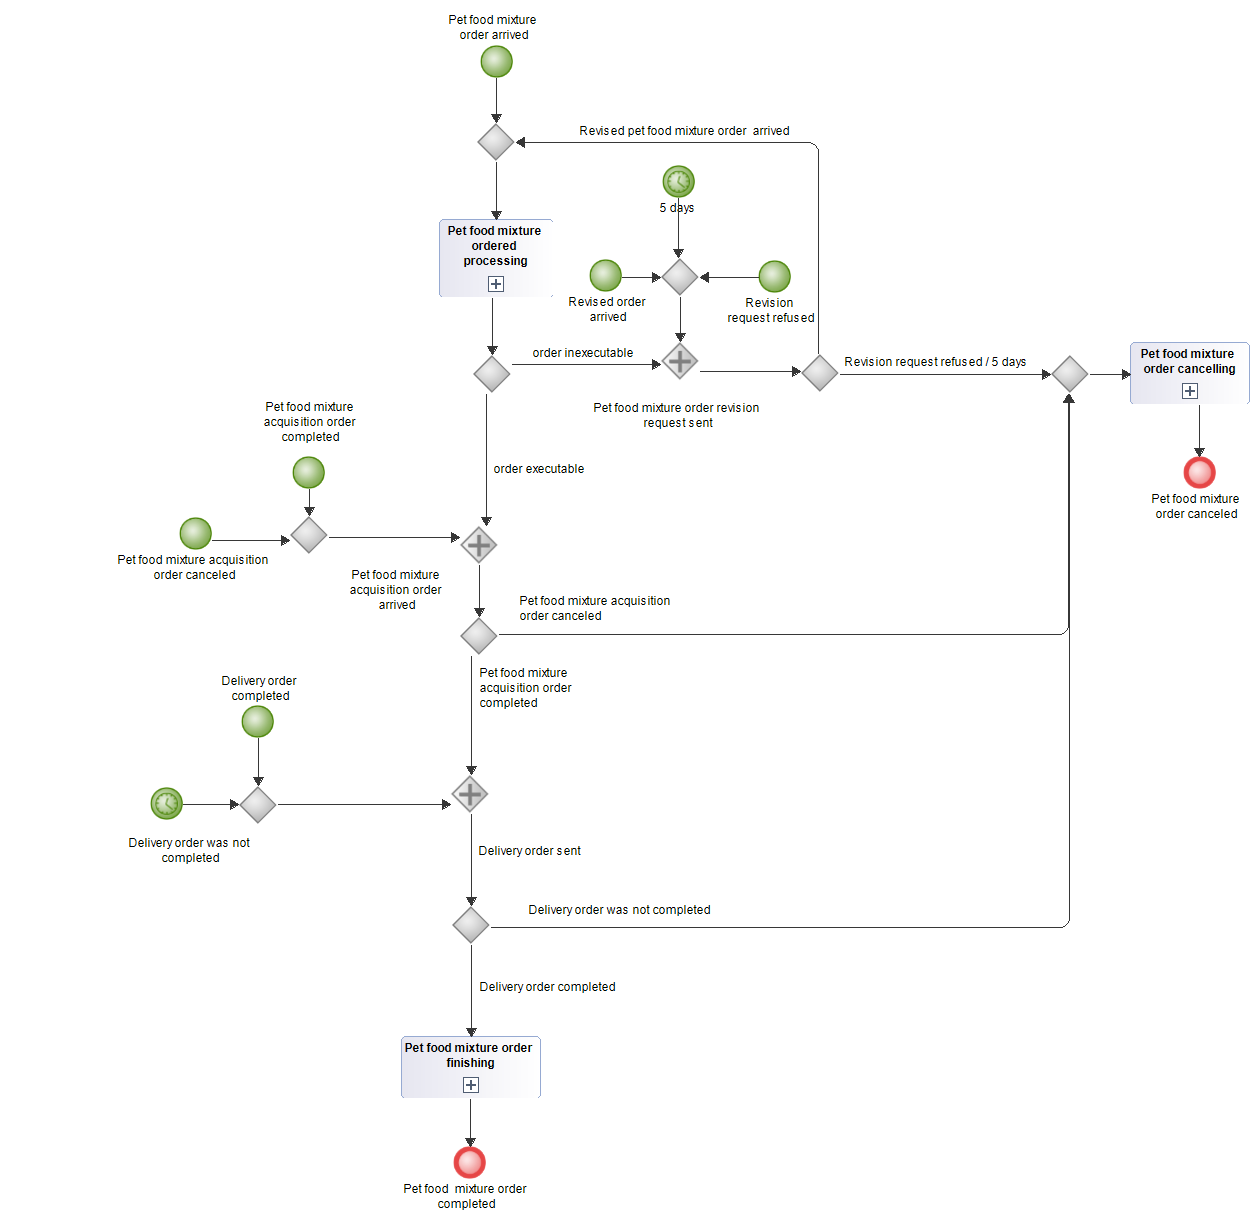 Pet food mixture
order arrived
Revised pet food mixture order  arrived
5 days
Pet food mixture
ordered
processing
Revised order
arrived
Revision
request refused
order inexecutable
Revision request refused / 5 days
Pet food mixture
order cancelling
Pet food mixture order revision
request sent
Pet food mixture
acquisition order
completed
order executable
Pet food mixture
order canceled
Pet food mixture acquisition
order canceled
Pet food mixture
acquisition order
arrived
Pet food mixture acquisition
order canceled
Pet food mixture
acquisition order
completed
Delivery order
completed
Delivery order was not
completed
Delivery order sent
Delivery order was not completed
Delivery order completed
Pet food mixture order
finishing
Pet food  mixture order
completed